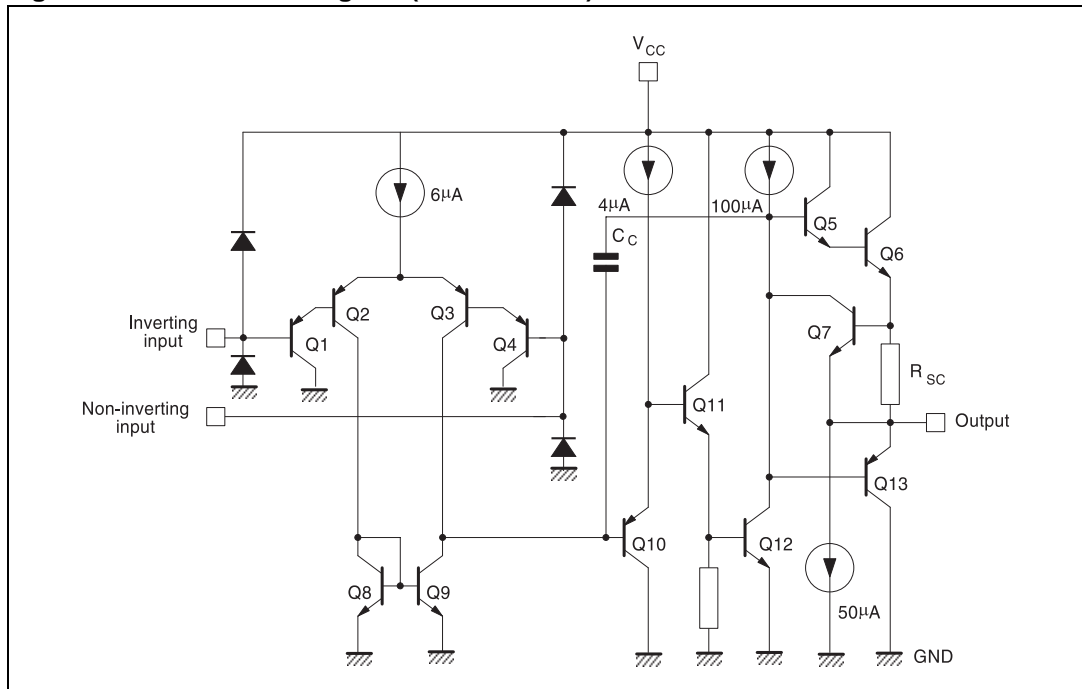 V_CC
6µA
4µA
100µA
C_C
Q5
Q6
Q2
Q3
Q7
Inverting
input
Q1
Q4
R_SC
Non-inverting
input
Q11
Output
Q13
Q10
Q12
Q8
Q9
50µA
GND